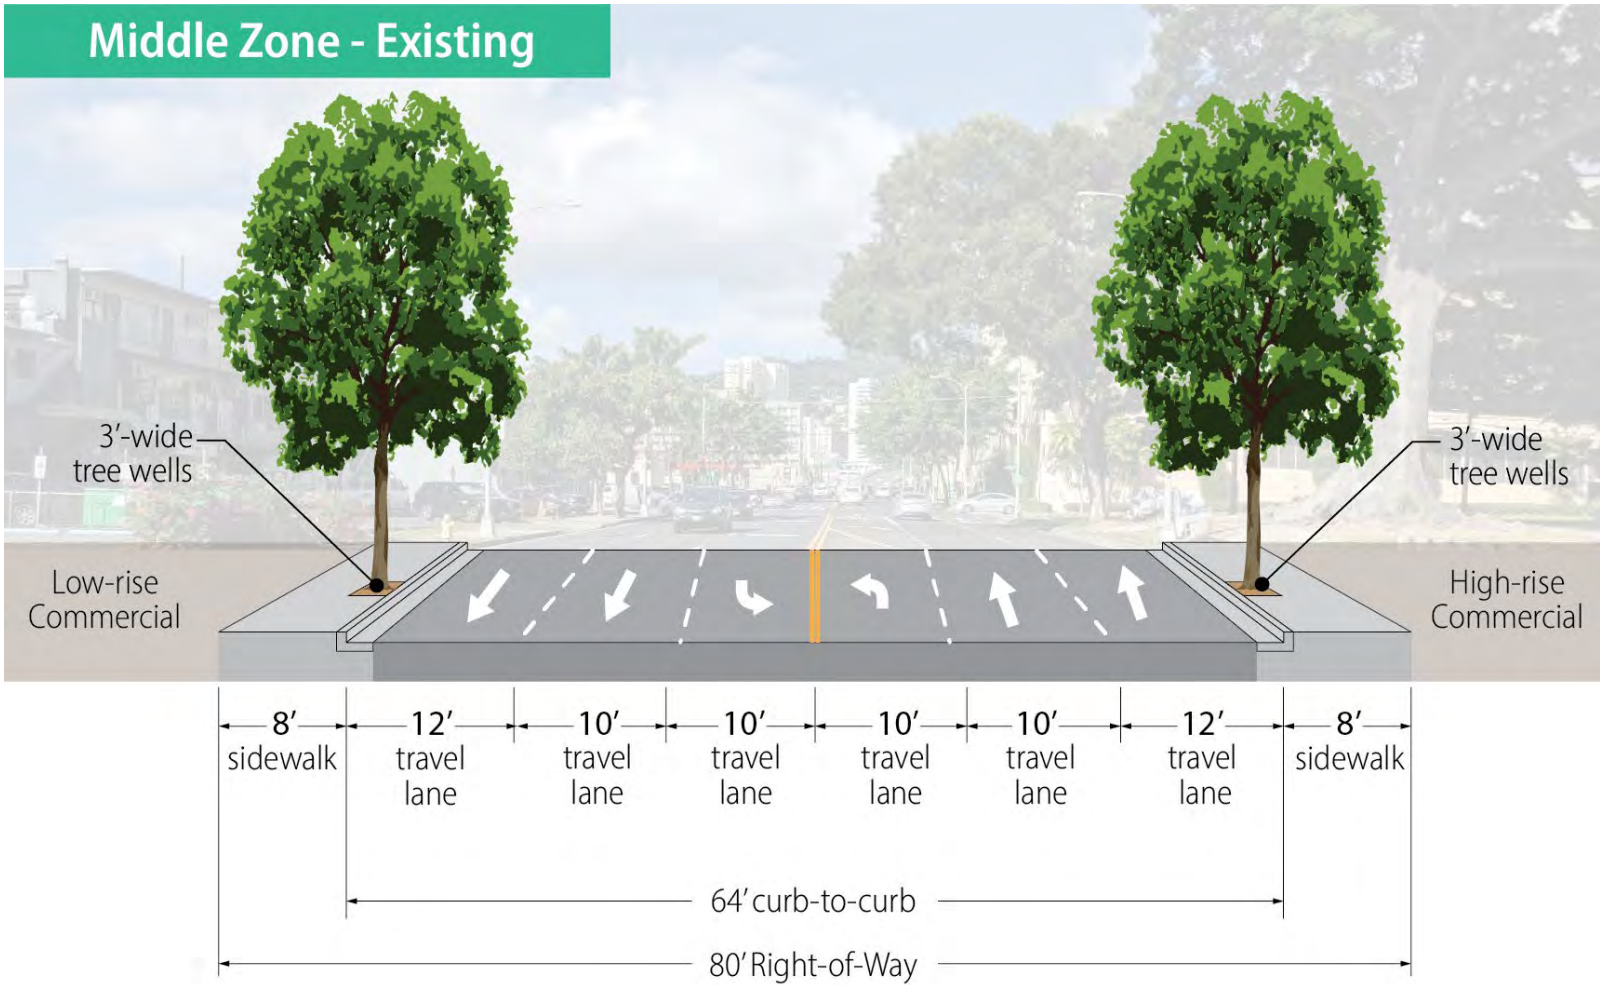 Middle Zone - Existing
3'-wide
tree wells
3'-wide
tree wells
Low-rise
Commercial
High-rise
Commercial
8'
sidewalk
12'
travel
lane
10'
travel
lane
10'
travel
lane
10'
travel
lane
10'
travel
lane
12'
travel
lane
8'
sidewalk
64' curb-to-curb
80' Right-of-Way